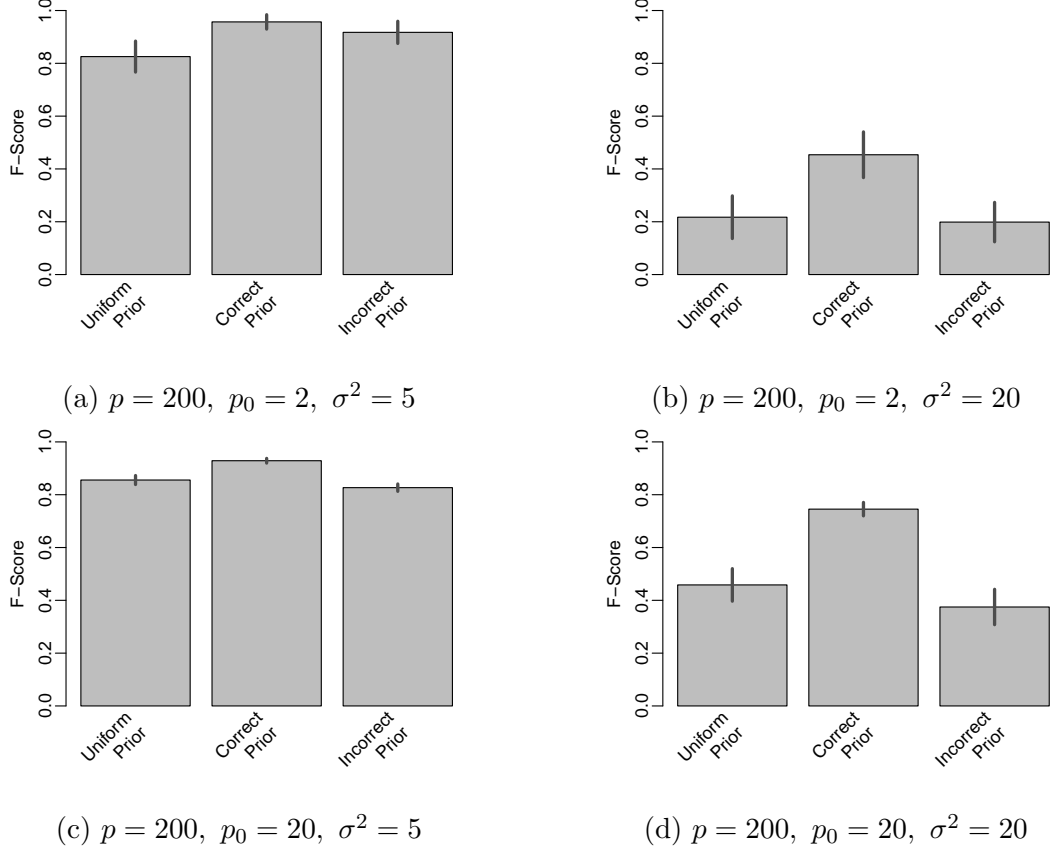 1.0
0.8
0.6
0.4
0.2
0.0
F−Score
Uniform
Prior
Correct
Prior
Incorrect
Prior
(a) p = 200, p₀ = 2, σ² = 5
1.0
0.8
0.6
0.4
0.2
0.0
F−Score
Uniform
Prior
Correct
Prior
Incorrect
Prior
(b) p = 200, p₀ = 2, σ² = 20
1.0
0.8
0.6
0.4
0.2
0.0
F−Score
Uniform
Prior
Correct
Prior
Incorrect
Prior
(c) p = 200, p₀ = 20, σ² = 5
1.0
0.8
0.6
0.4
0.2
0.0
F−Score
Uniform
Prior
Correct
Prior
Incorrect
Prior
(d) p = 200, p₀ = 20, σ² = 20